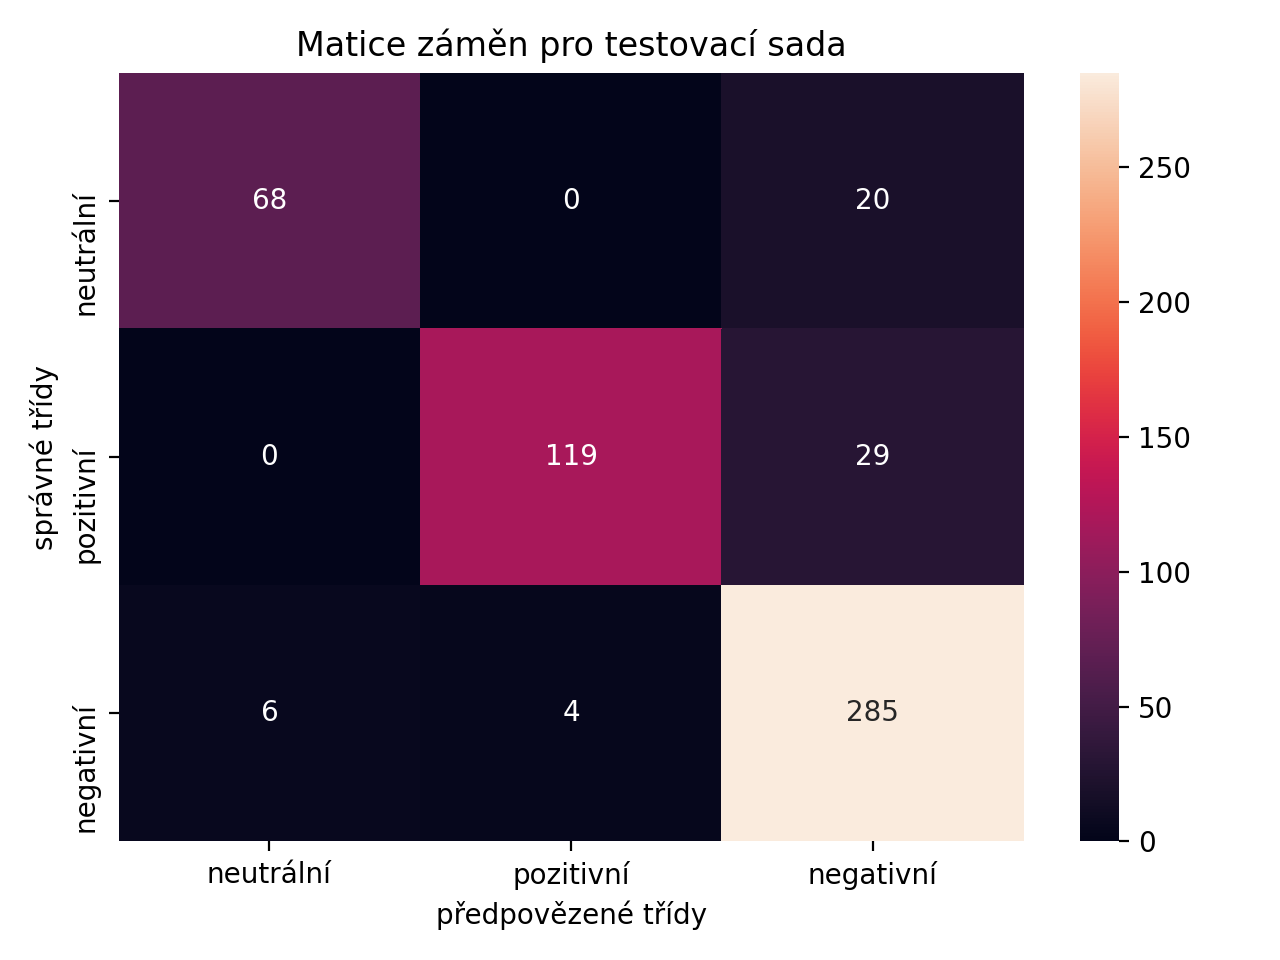 Matice záměn pro testovací sada
správné třídy
neutrální
pozitivní
negativní
68 0 20
0 119 29
6 4 285
neutrální pozitivní negativní
předpovězené třídy
250
200
150
100
50
0